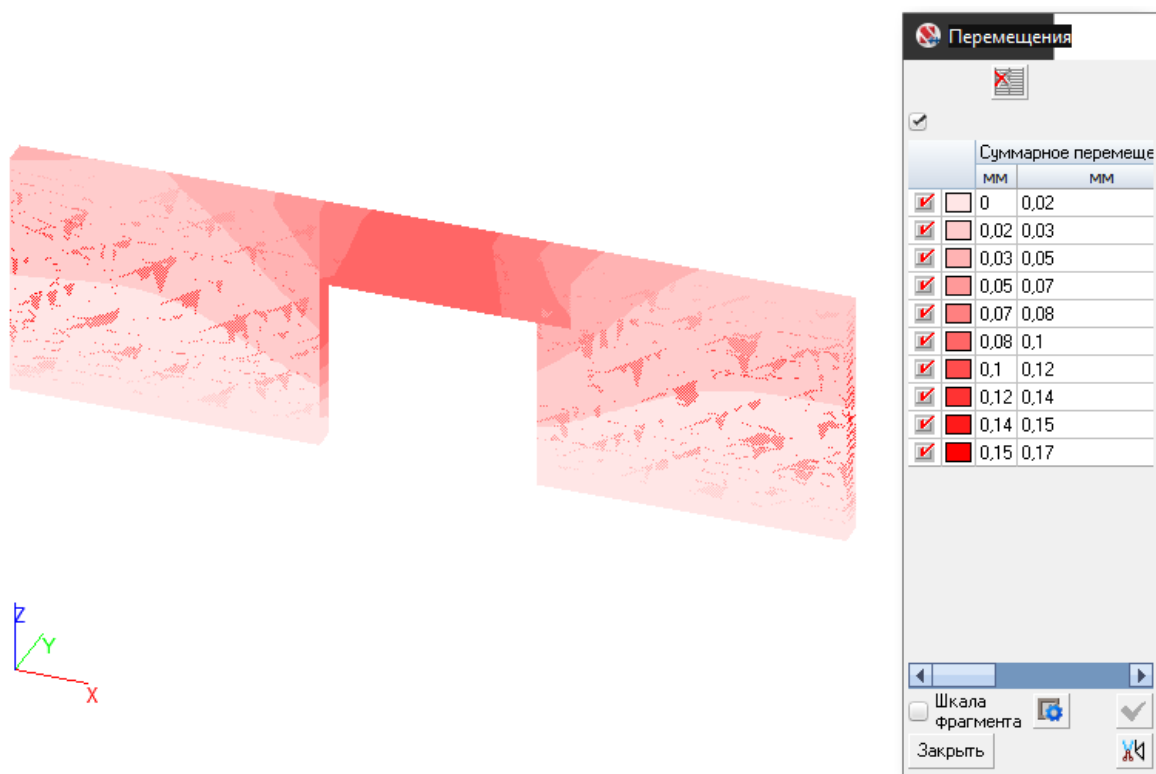 Перемещения
Суммарное перемеще
мм мм
0 0,02
0,02 0,03
0,03 0,05
0,05 0,07
0,07 0,08
0,08 0,1
0,1 0,12
0,12 0,14
0,14 0,15
0,15 0,17
Z
Y
X
Шкала
фрагмента
Закрыть